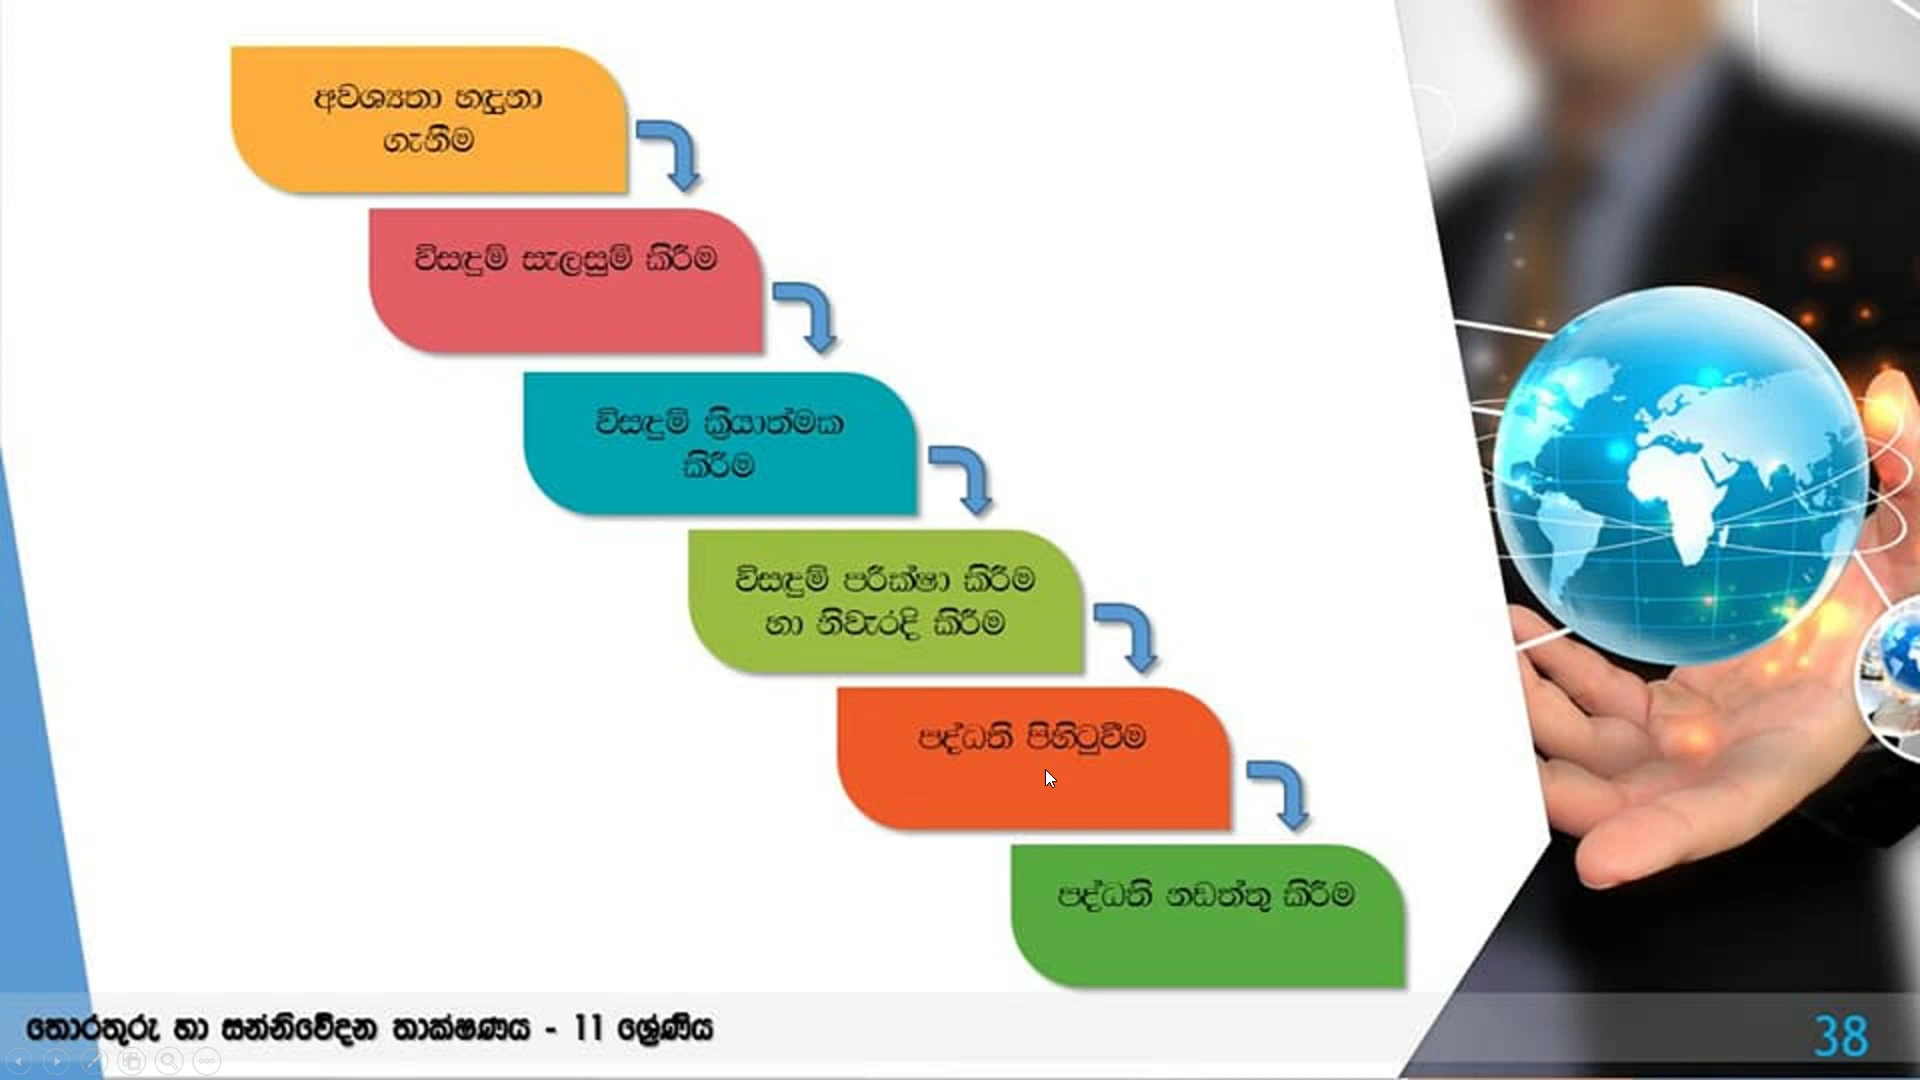 අවශ්‍යතා හඳුනා
ගැනීම
විසඳුම් සැලසුම් කිරීම
විසඳුම් ක්‍රියාත්මක
කිරීම
විසඳුම් පරීක්ෂා කිරීම
හා නිවැරදි කිරීම
පද්ධති පිහිටුවීම
පද්ධති නඩත්තු කිරීම
තොරතුරු හා සන්නිවේදන තාක්ෂණය - 11 ශ්‍රේණිය
38